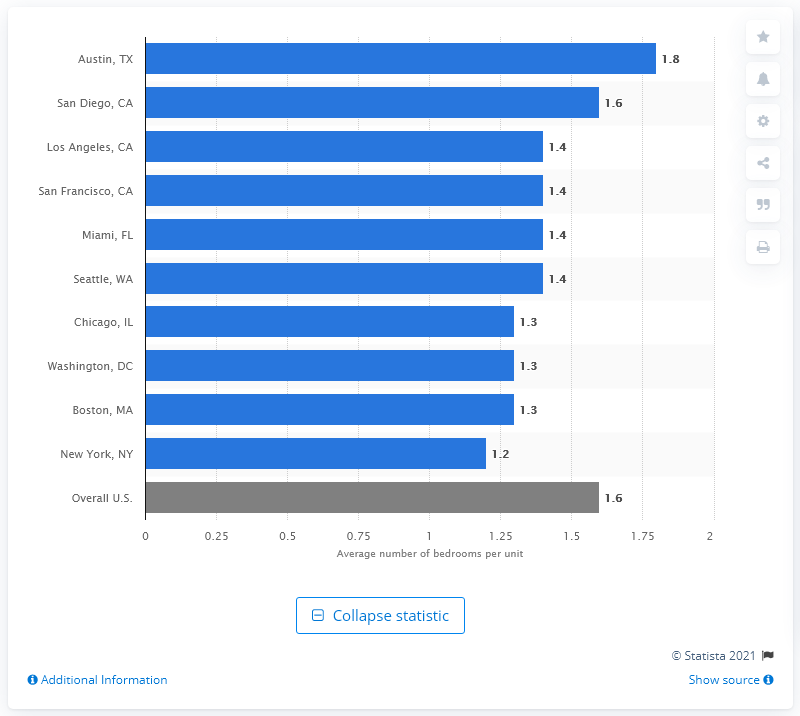 Austin, TX 1.8
San Diego, CA 1.6
Los Angeles, CA 1.4
San Francisco, CA 1.4
Miami, FL 1.4
Seattle, WA 1.4
Chicago, IL 1.3
Washington, DC 1.3
Boston, MA 1.3
New York, NY 1.2
Overall U.S. 1.6
0 0.25 0.5 0.75 1 1.25 1.5 1.75 2
Average number of bedrooms per unit
Collapse statistic
© Statista 2021
Additional Information Show source